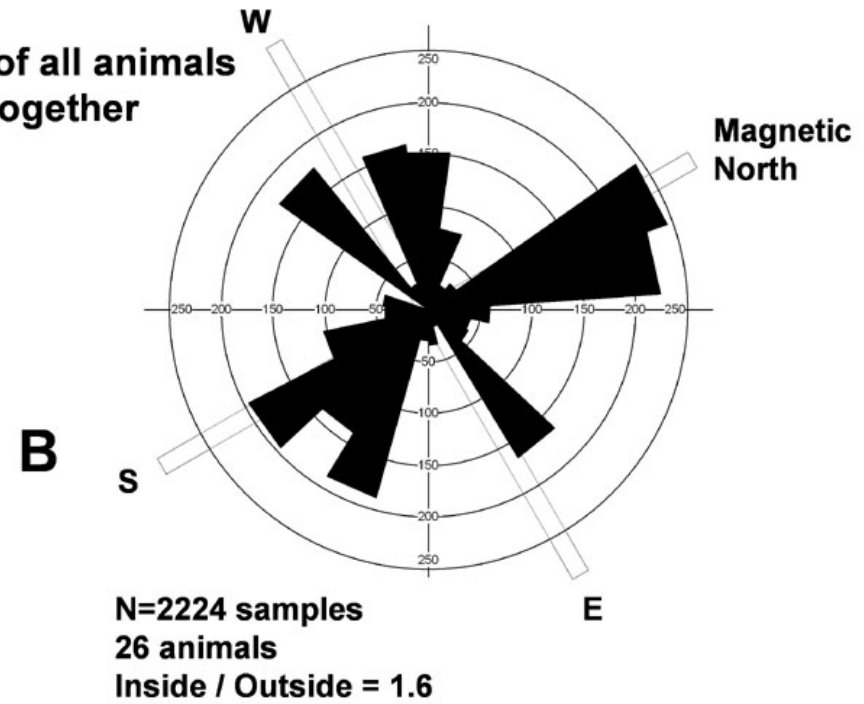 W
of all animals
ogether
Magnetic
North
250
200
150
250 200 150 100 50 100 150 200 250
50
100
150
200
250
B
S
E
N=2224 samples
26 animals
Inside / Outside = 1.6